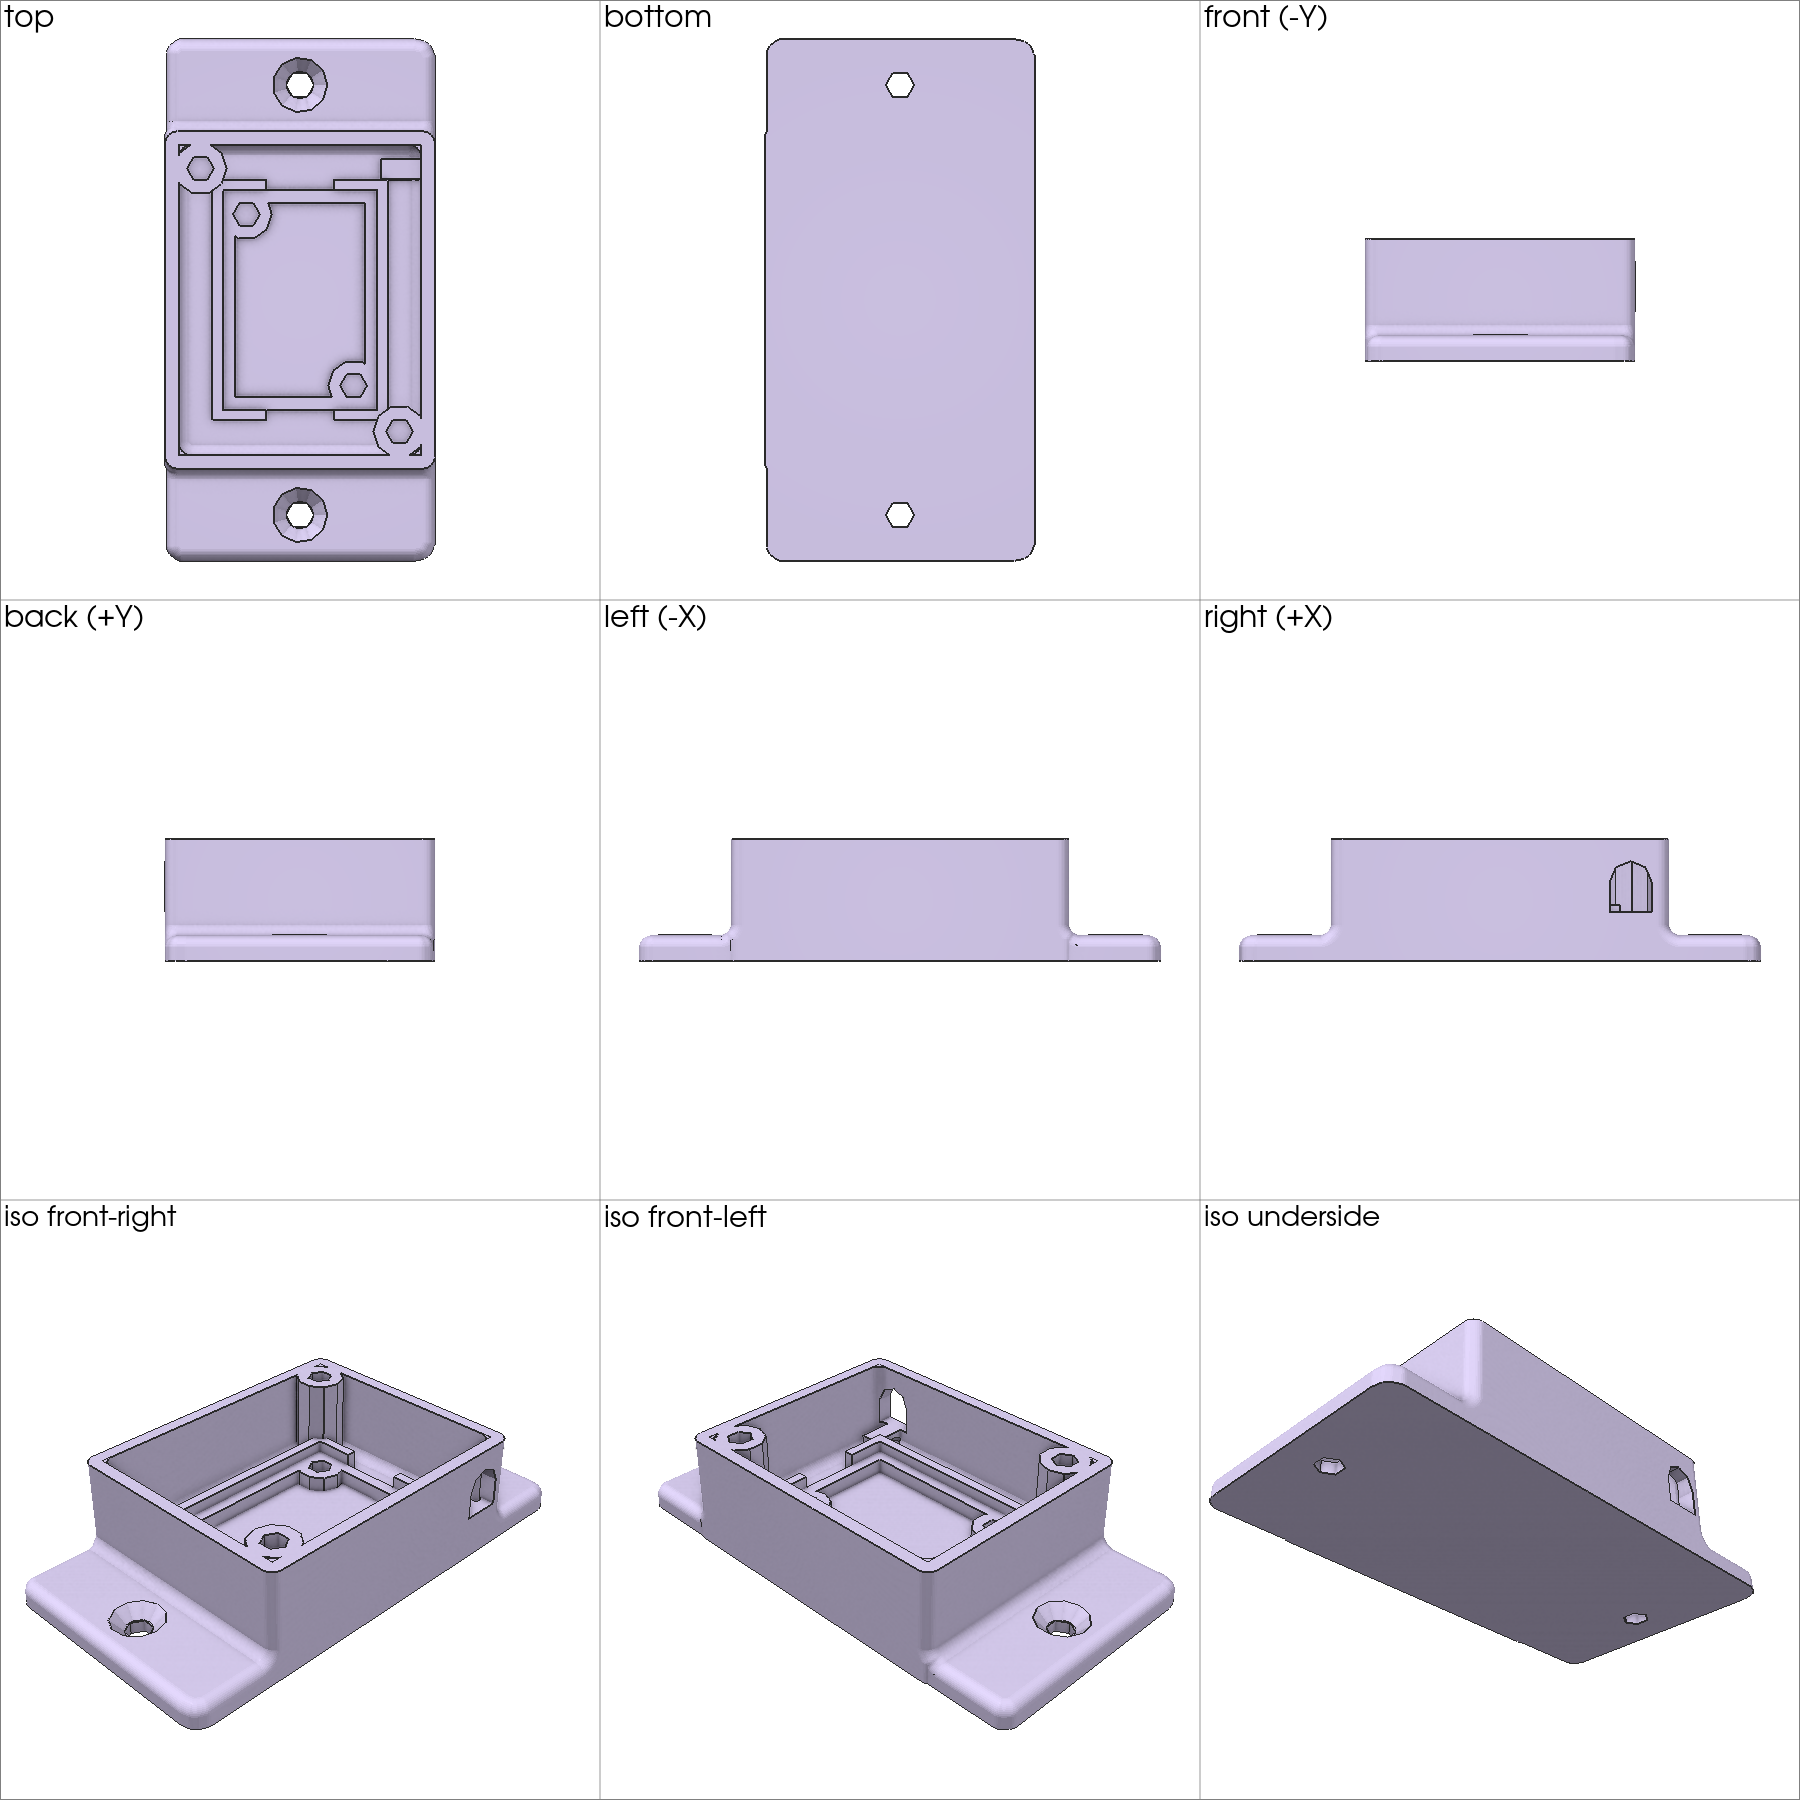 top
bottom
front (-Y)
back (+Y)
left (-X)
right (+X)
iso front-right
iso front-left
iso underside